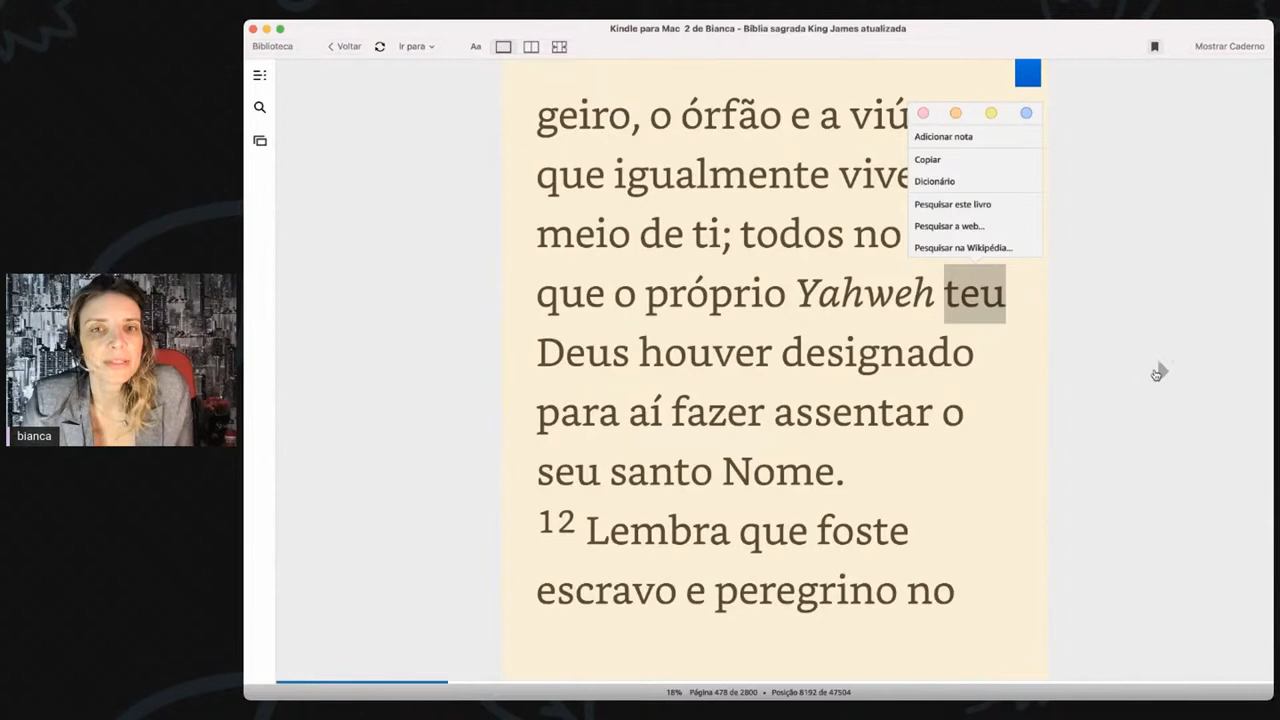 Kindle para Mac 2 de Bianca - Bíblia sagrada King James atualizada
Biblioteca
Voltar
Ir para
Aa
Mostrar Caderno
geiro, o órfão e a viú
que igualmente vive
meio de ti; todos no
que o próprio Yahweh teu
Deus houver designado
para aí fazer assentar o
seu santo Nome.
12 Lembra que foste
escravo e peregrino no
Adicionar nota
Copiar
Dicionário
Pesquisar este livro
Pesquisar a web...
Pesquisar na Wikipédia...
bianca
18% Página 478 de 2800 • Posição 8192 de 47504